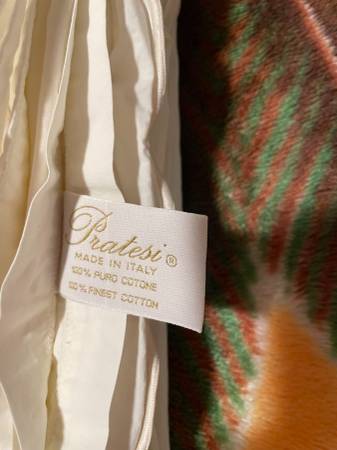 Pratesi®
MADE IN ITALY
100% PURO COTONE
100% FINEST COTTON